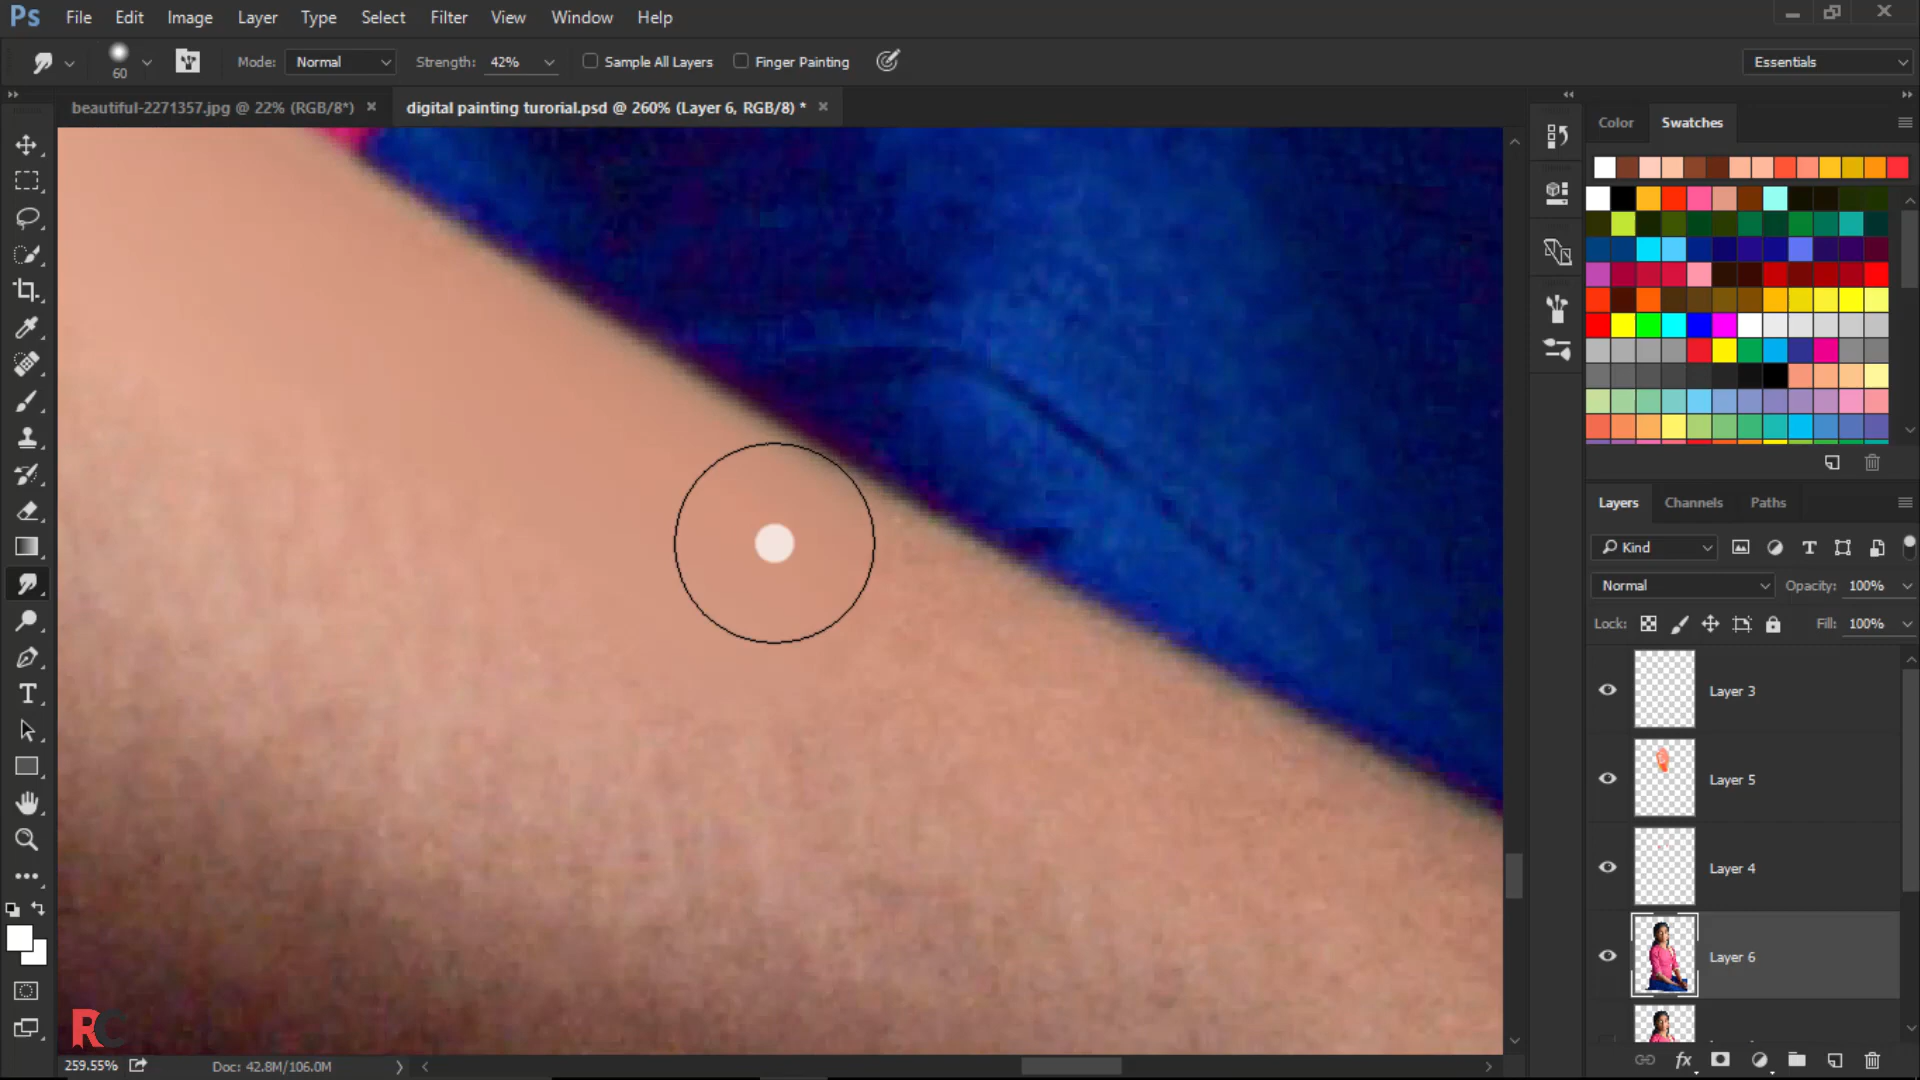 Ps File Edit Image Layer Type Select Filter View Window Help
60 Mode: Normal Strength: 42% Sample All Layers Finger Painting Essentials
beautiful-2271357.jpg @ 22% (RGB/8*) × digital painting turorial.psd @ 260% (Layer 6, RGB/8) * ×
Color Swatches
Layers Channels Paths
Kind
Normal Opacity: 100%
Lock: Fill: 100%
Layer 3
Layer 5
Layer 4
Layer 6
RC
259.55% Doc: 42.8M/106.0M
fx